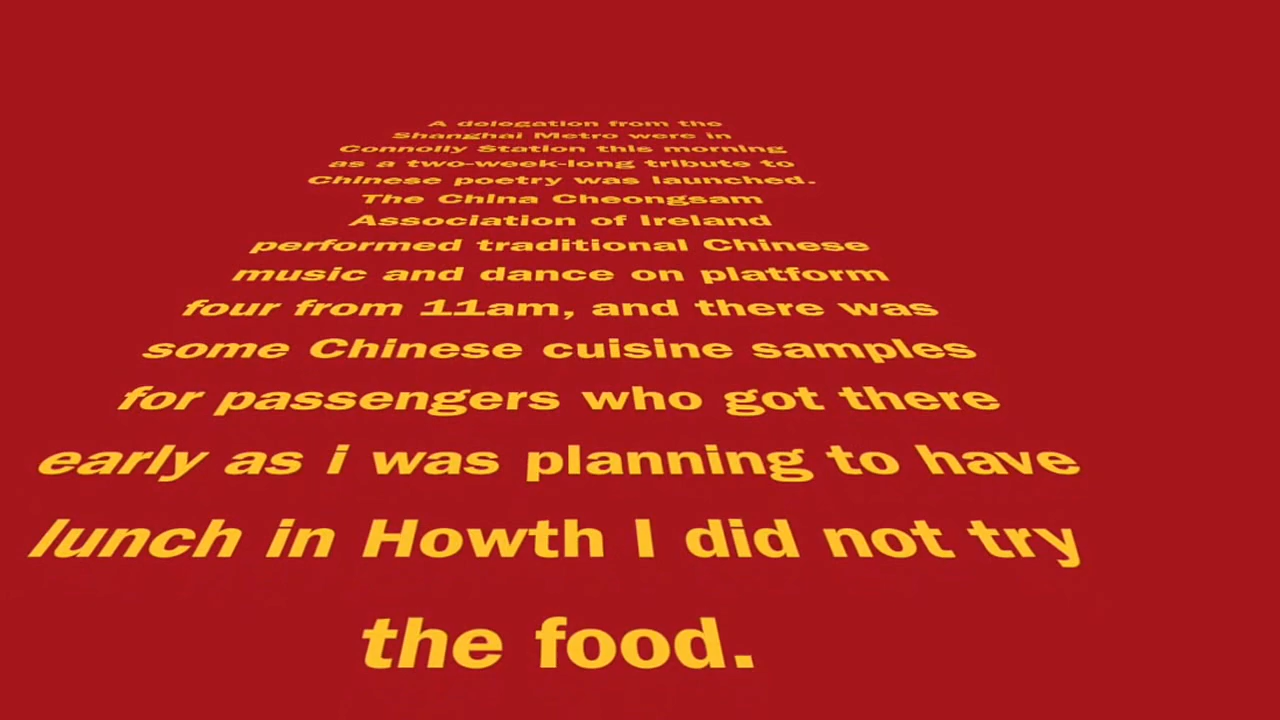 A delegation from the
Shanghai Metro were in
Connolly Station this morning
as a two-week-long tribute to
Chinese poetry was launched.
The China Cheongsam
Association of Ireland
performed traditional Chinese
music and dance on platform
four from 11am, and there was
some Chinese cuisine samples
for passengers who got there
early as i was planning to have
lunch in Howth I did not try
the food.